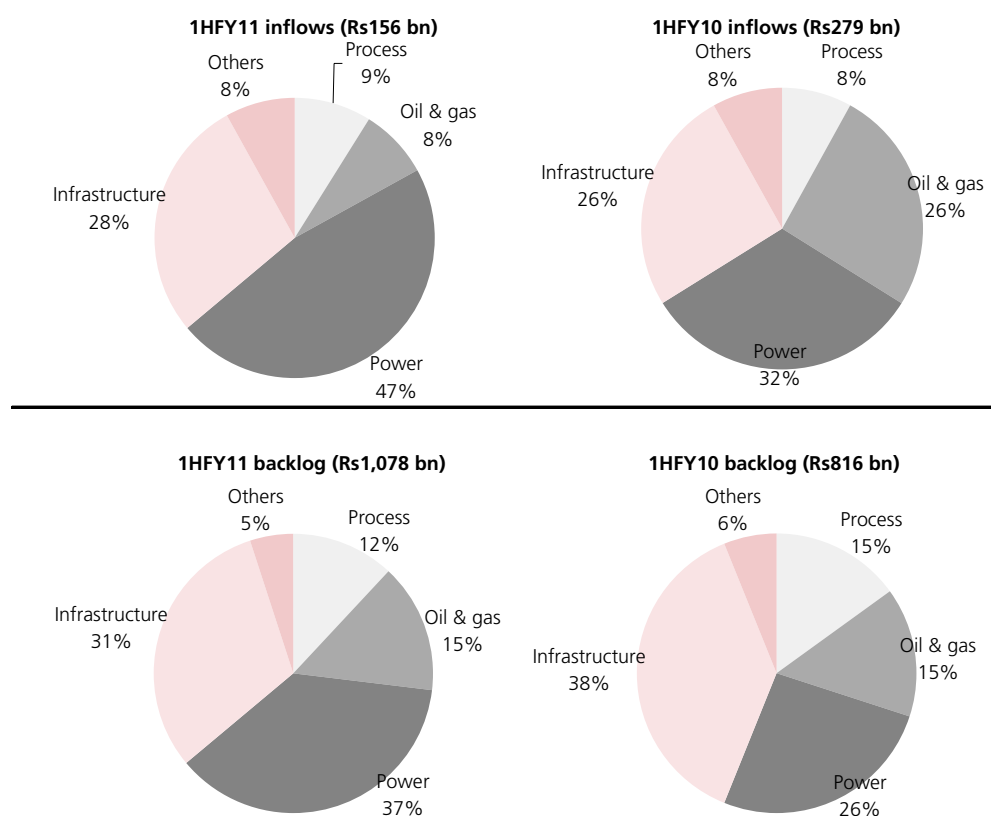 1HFY11 inflows (Rs156 bn)
Process
9%
Others
8%
Oil & gas
8%
Infrastructure
28%
Power
47%
1HFY10 inflows (Rs279 bn)
Others
8%
Process
8%
Infrastructure
26%
Oil & gas
26%
Power
32%
1HFY11 backlog (Rs1,078 bn)
Others
5%
Process
12%
Infrastructure
31%
Oil & gas
15%
Power
37%
1HFY10 backlog (Rs816 bn)
Others
6%
Process
15%
Oil & gas
15%
Infrastructure
38%
Power
26%